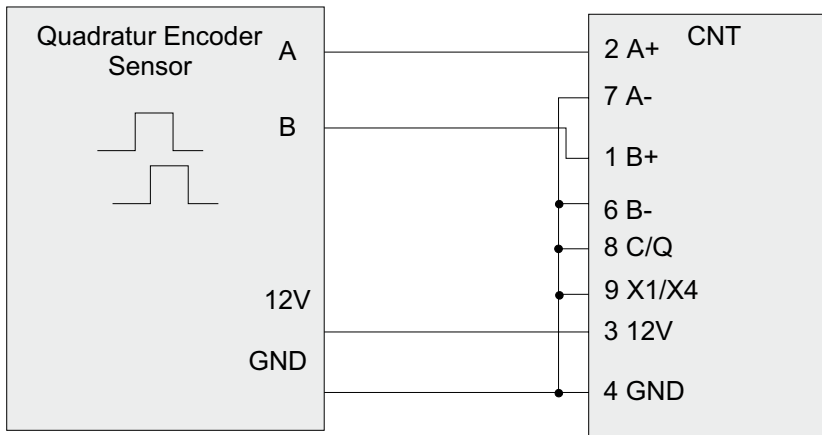 Quadratur Encoder
Sensor
A
B
12V
GND
CNT
2 A+
7 A-
1 B+
6 B-
8 C/Q
9 X1/X4
3 12V
4 GND